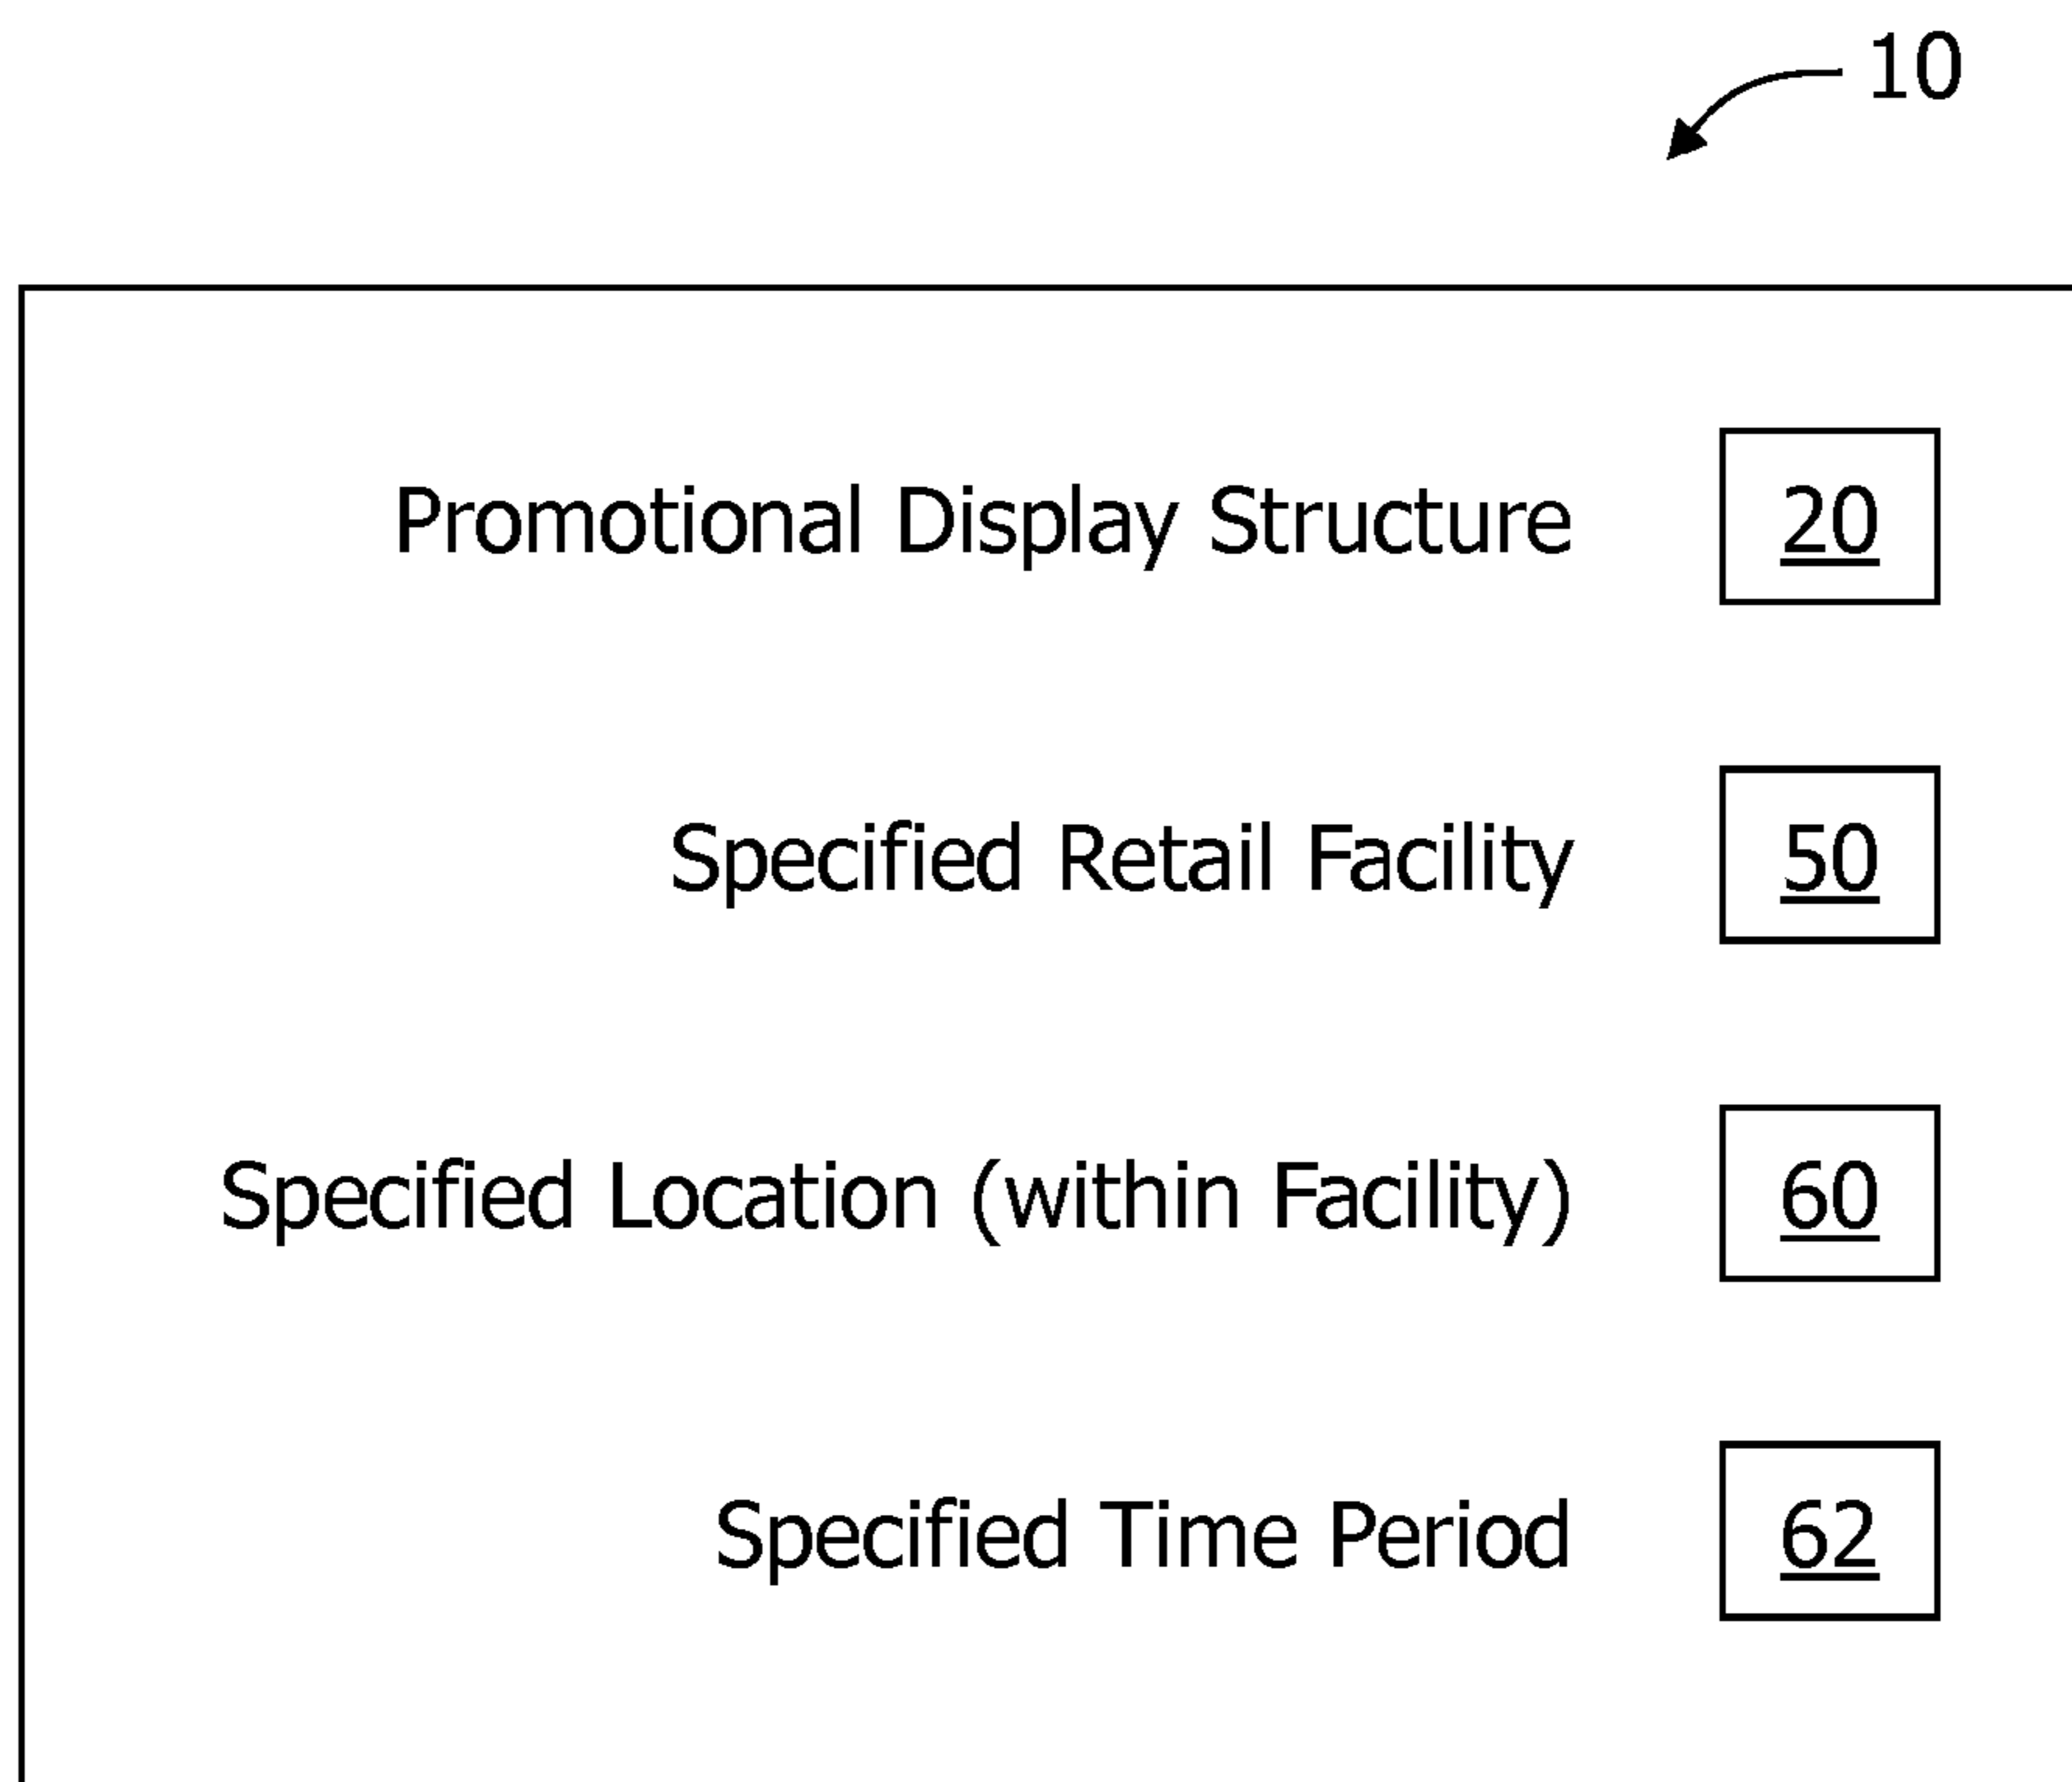 10
Promotional Display Structure 20
Specified Retail Facility 50
Specified Location (within Facility) 60
Specified Time Period 62